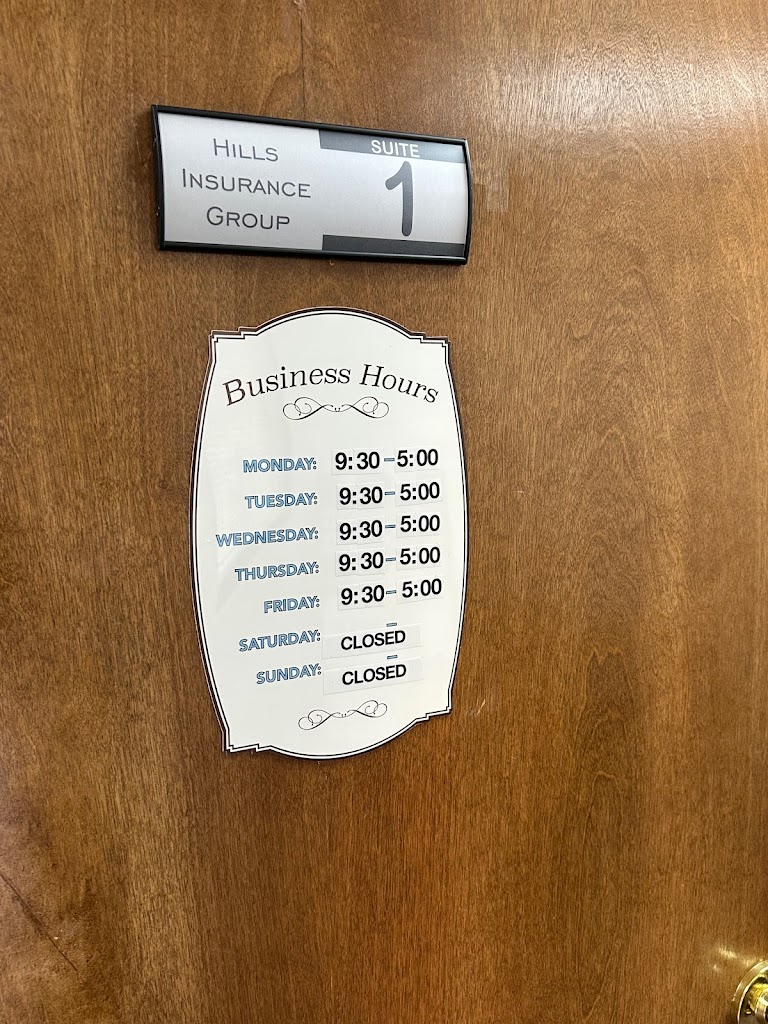 HILLS
INSURANCE
GROUP
SUITE
1
Business Hours
MONDAY: 9:30-5:00
TUESDAY: 9:30-5:00
WEDNESDAY: 9:30-5:00
THURSDAY: 9:30-5:00
FRIDAY: 9:30-5:00
SATURDAY: CLOSED
SUNDAY: CLOSED